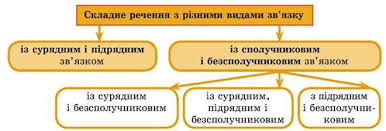 Складне речення з різними видами зв'язку
із сурядним і підрядним
зв'язком
із сполучниковим
і безсполучниковим зв'язком
із сурядним
і безсполучниковим
із сурядним,
підрядним і
безсполучниковим
з підрядним
і безсполучни-
ковим